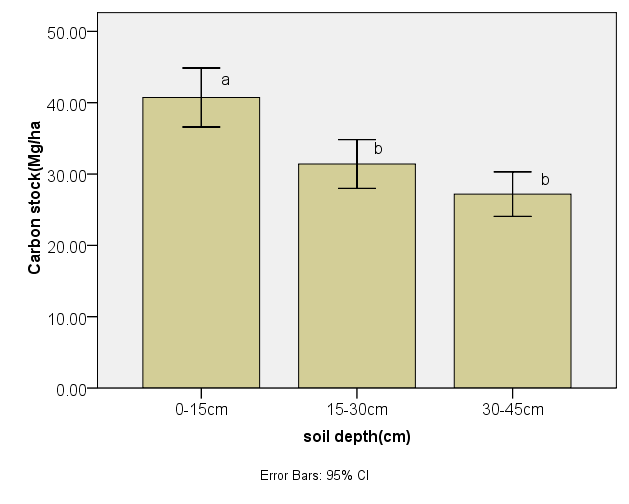 50.00
40.00
30.00
20.00
10.00
0.00
Carbon stock(Mg/ha
a
b
b
0-15cm
15-30cm
30-45cm
soil depth(cm)
Error Bars: 95% CI